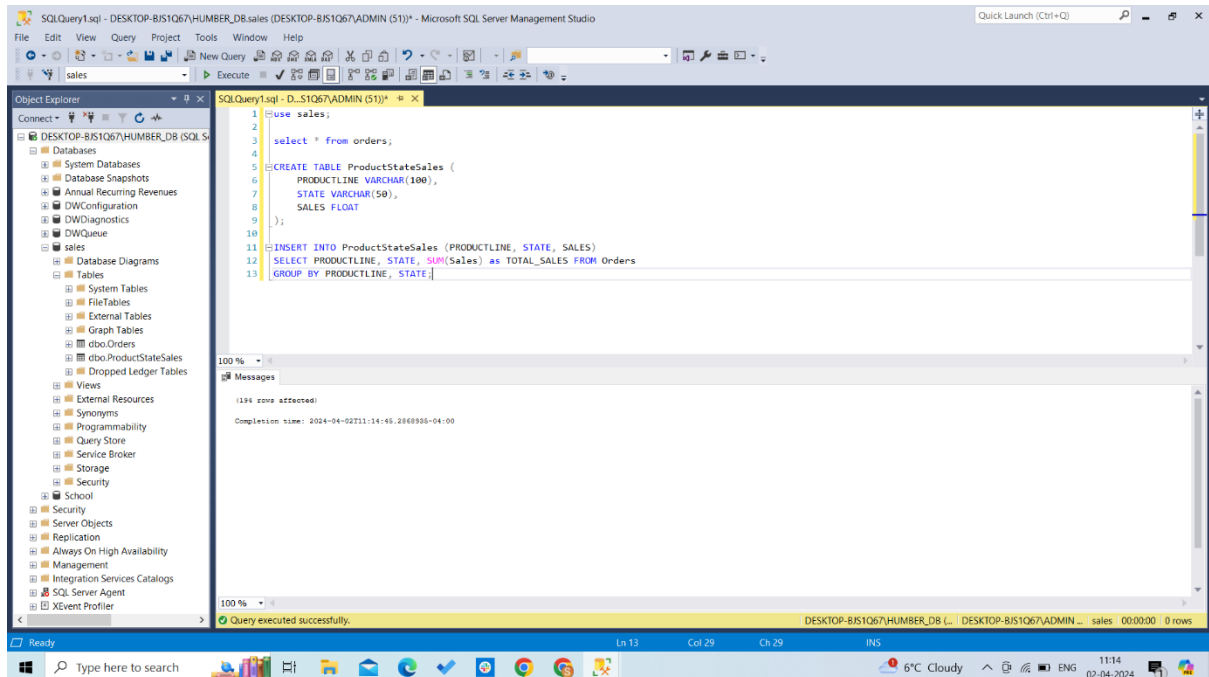 SQLQuery1.sql - DESKTOP-BJS1Q67\HUMBER_DB.sales (DESKTOP-BJS1Q67\ADMIN (51))* - Microsoft SQL Server Management Studio
Quick Launch (Ctrl+Q)
File Edit View Query Project Tools Window Help
New Query
sales
Execute
Object Explorer
SQLQuery1.sql - D...S1Q67\ADMIN (51))*
Connect
DESKTOP-BJS1Q67\HUMBER_DB (SQL S
Databases
System Databases
Database Snapshots
Annual Recurring Revenues
DWConfiguration
DWDiagnostics
DWQueue
sales
Database Diagrams
Tables
System Tables
FileTables
External Tables
Graph Tables
dbo.Orders
dbo.ProductStateSales
Dropped Ledger Tables
Views
External Resources
Synonyms
Programmability
Query Store
Service Broker
Storage
Security
School
Security
Server Objects
Replication
Always On High Availability
Management
Integration Services Catalogs
SQL Server Agent
XEvent Profiler
1 use sales;
2
3 select * from orders;
4
5 CREATE TABLE ProductStateSales (
6 PRODUCTLINE VARCHAR(100),
7 STATE VARCHAR(50),
8 SALES FLOAT
9 );
10
11 INSERT INTO ProductStateSales (PRODUCTLINE, STATE, SALES)
12 SELECT PRODUCTLINE, STATE, SUM(Sales) as TOTAL_SALES FROM Orders
13 GROUP BY PRODUCTLINE, STATE;
100 %
Messages
(196 rows affected)
Completion time: 2024-04-02T11:14:45.2868935-04:00
100 %
Query executed successfully.
DESKTOP-BJS1Q67\HUMBER_DB (... DESKTOP-BJS1Q67\ADMIN ... sales 00:00:00 0 rows
Ready
Ln 13 Col 29 Ch 29 INS
Type here to search
6°C Cloudy
ENG
11:14
02-04-2024